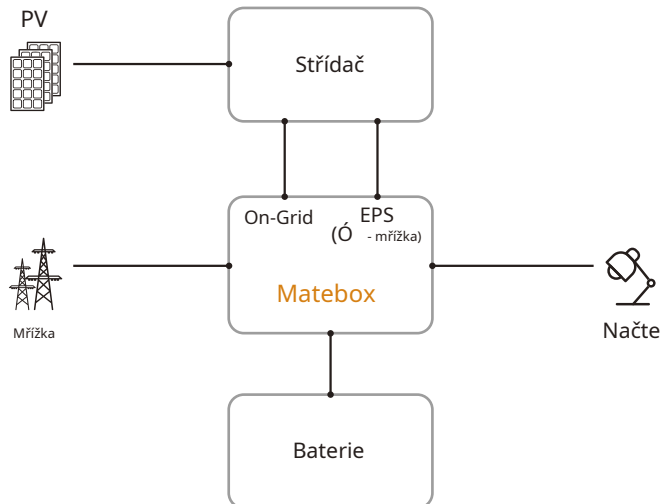 PV
Střídač
On-Grid
EPS
(Ó - mřížka)
Matebox
Mřížka
Načte
Baterie